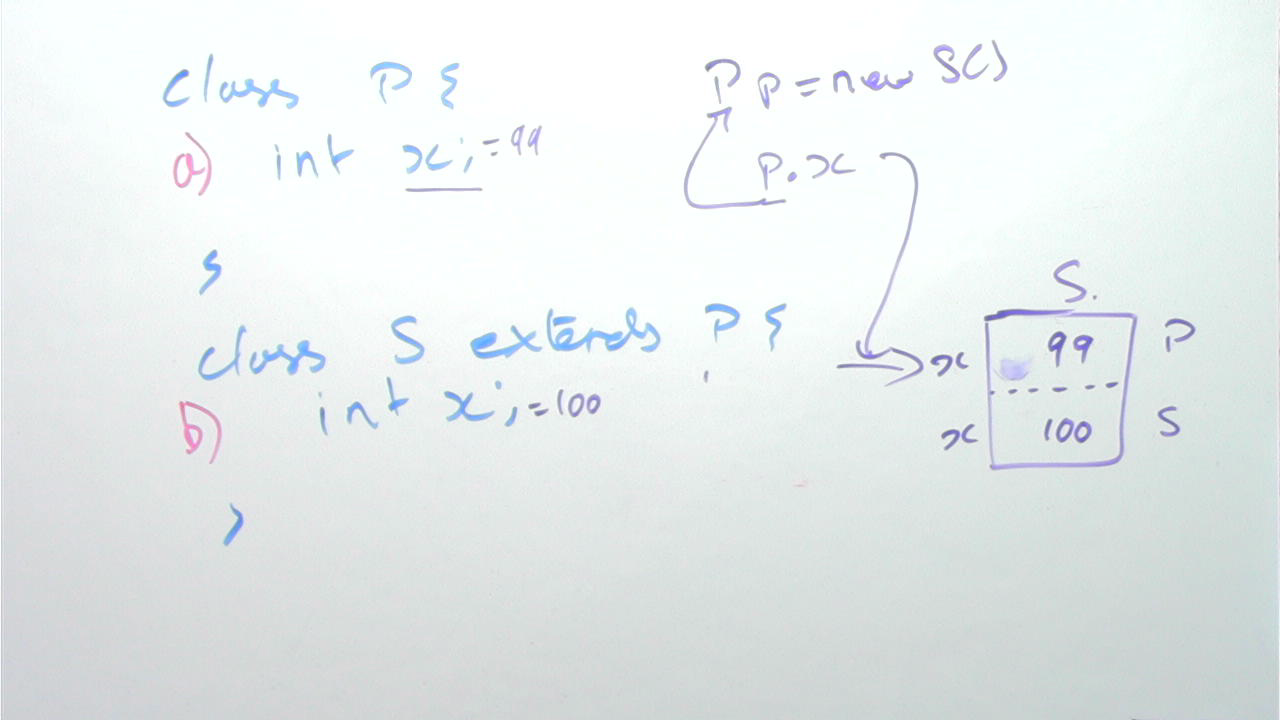 class P {
a) int x; = 99
}
class S extends P {
b) int x; = 100
}
P p = new S()
p.x
S.
x 99 P
x 100 S